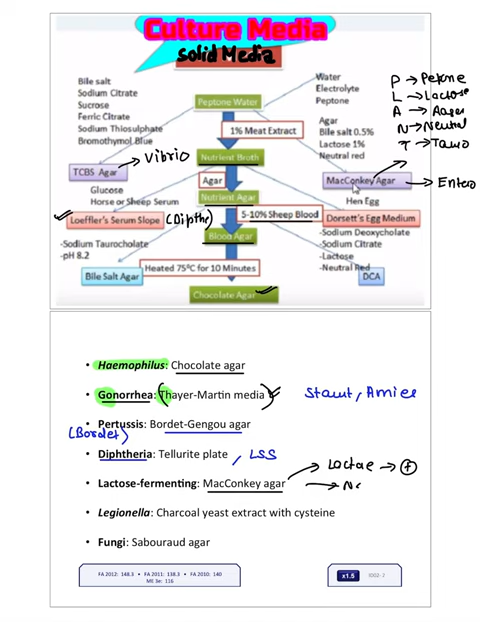 Culture Media
Solid Media
Bile salt
Sodium Citrate
Sucrose
Ferric Citrate
Sodium Thiosulphate
Bromothymol Blue
Peptone Water
Water
Electrolyte
Peptone
1% Meat Extract
Agar
Bile salt 0.5%
Lactose 1%
Neutral red
P → Peptone
L → Lactose
A → Agar
N → Neutral
T → Tauro
TCBS Agar
Vibrio
Nutrient Broth
MacConkey Agar
Entero
Agar
Glucose
Horse or Sheep Serum
Nutrient Agar
Hen Egg
Loeffler's Serum Slope
(Dipthe)
5-10% Sheep Blood
Dorsett's Egg Medium
Blood Agar
-Sodium Taurocholate
-pH 8.2
-Sodium Deoxycholate
-Sodium Citrate
-Lactose
-Neutral Red
Bile Salt Agar
Heated 75°C for 10 Minutes
DCA
Chocolate Agar
• Haemophilus: Chocolate agar
• Gonorrhea: (Thayer-Martin media)
Stuart, Amies
• Pertussis: Bordet-Gengou agar
(Bordet)
• Diphtheria: Tellurite plate , LSS
• Lactose-fermenting: MacConkey agar
Lactae → +
→ N
• Legionella: Charcoal yeast extract with cysteine
• Fungi: Sabouraud agar
FA 2012: 148.3 • FA 2011: 138.3 • FA 2010: 140
ME 3e: 116
x1.5
1002-7